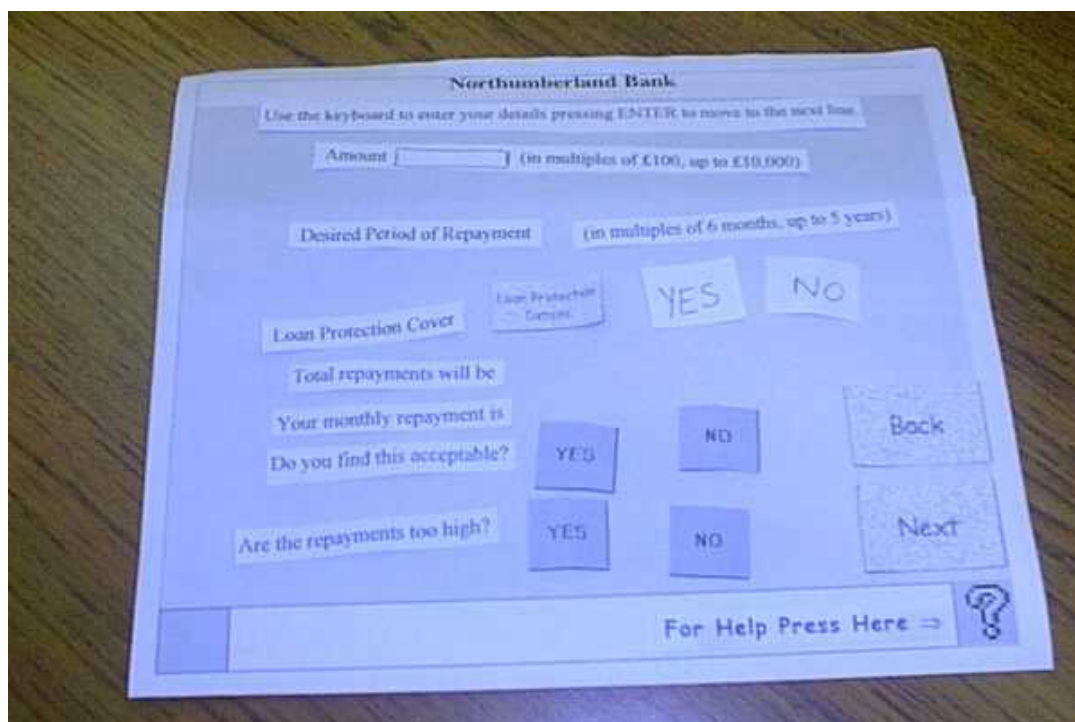 Northumberland Bank
Use the keyboard to enter your details pressing ENTER to move to the next line
Amount (in multiples of £100, up to £10,000)
Desired Period of Repayment (in multiples of 6 months, up to 5 years)
Loan Protection Cover Loan Protection YES NO
Total repayments will be
Your monthly repayment is
Do you find this acceptable? YES NO Back
Are the repayments too high? YES NO Next
For Help Press Here ⇒ ?